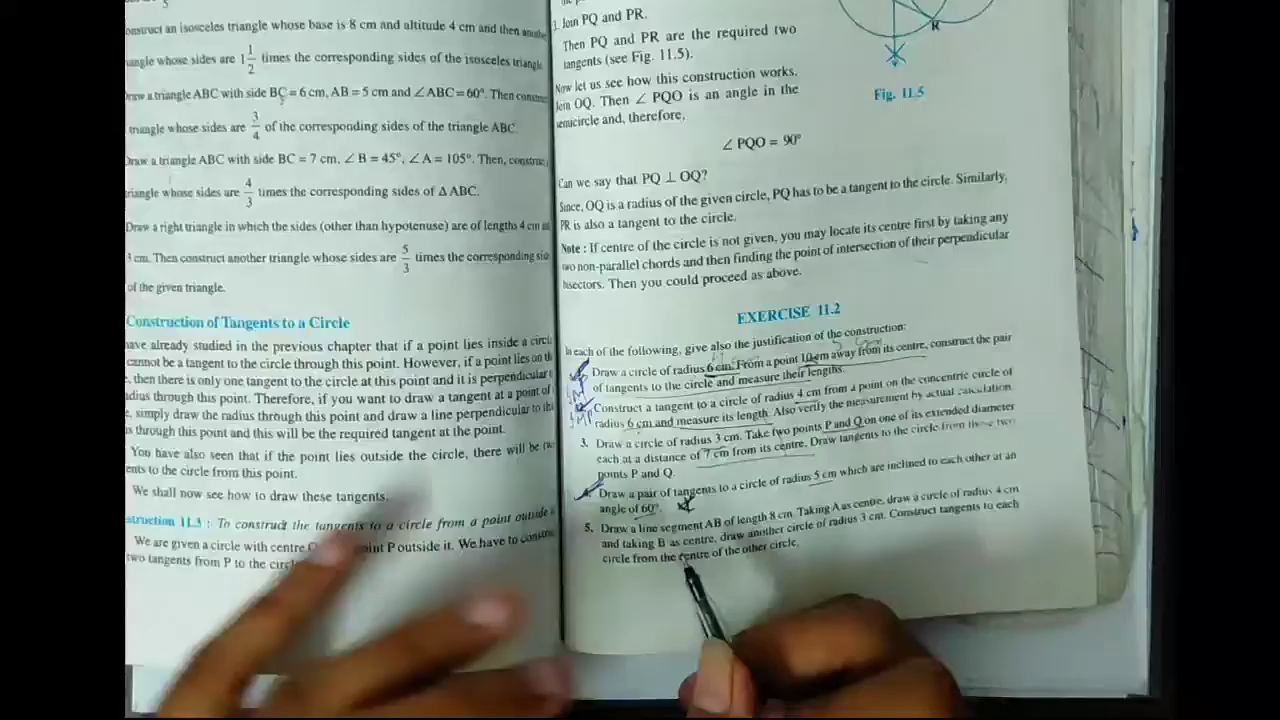 5
onstruct an isosceles triangle whose base is 8 cm and altitude 4 cm and then anothe
angle whose sides are 1 1/2 times the corresponding sides of the isosceles triangle
Draw a triangle ABC with side BC = 6 cm, AB = 5 cm and ∠ ABC = 60°. Then construc
triangle whose sides are 3/4 of the corresponding sides of the triangle ABC.
Draw a triangle ABC with side BC = 7 cm, ∠ B = 45°, ∠ A = 105°. Then, construc
triangle whose sides are 4/3 times the corresponding sides of Δ ABC.
Draw a right triangle in which the sides (other than hypotenuse) are of lengths 4 cm
3 cm. Then construct another triangle whose sides are 5/3 times the corresponding
of the given triangle.
Construction of Tangents to a Circle
have already studied in the previous chapter that if a point lies inside a circl
cannot be a tangent to the circle through this point. However, if a point lies on th
, then there is only one tangent to the circle at this point and it is perpendicular
adius through this point. Therefore, if you want to draw a tangent at a point of
, simply draw the radius through this point and draw a line perpendicular to
s through this point and this will be the required tangent at the point.
You have also seen that if the point lies outside the circle, there will be
ents to the circle from this point.
We shall now see how to draw these tangents.
struction 11.3 : To construct the tangents to a circle from a point outside
We are given a circle with centre point P outside it. We have to
two tangents from P to the circl
3. Join PQ and PR.
Then PQ and PR are the required two
tangents (see Fig. 11.5).
Now let us see how this construction works.
Join OQ. Then ∠ PQO is an angle in the
semicircle and, therefore,
∠ PQO = 90°
Can we say that PQ ⊥ OQ?
Since, OQ is a radius of the given circle, PQ has to be a tangent to the circle. Similarly,
PR is also a tangent to the circle.
Note : If centre of the circle is not given, you may locate its centre first by taking any
two non-parallel chords and then finding the point of intersection of their perpendicular
bisectors. Then you could proceed as above.
R
Fig. 11.5
EXERCISE 11.2
In each of the following, give also the justification of the construction:
Draw a circle of radius 6 cm. From a point 10 cm away from its centre, construct the pair
of tangents to the circle and measure their lengths.
Construct a tangent to a circle of radius 4 cm from a point on the concentric circle of
radius 6 cm and measure its length. Also verify the measurement by actual calculation.
3. Draw a circle of radius 3 cm. Take two points P and Q on one of its extended diameter
each at a distance of 7 cm from its centre. Draw tangents to the circle from these two
points P and Q.
4. Draw a pair of tangents to a circle of radius 5 cm which are inclined to each other at an
angle of 60°.
5. Draw a line segment AB of length 8 cm. Taking A as centre, draw a circle of radius 4 cm
and taking B as centre, draw another circle of radius 3 cm. Construct tangents to each
circle from the centre of the other circle.